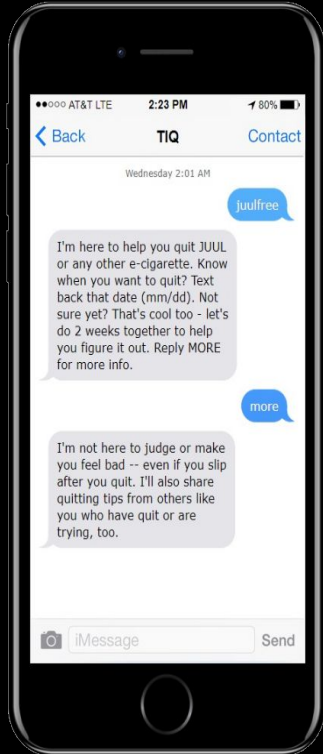 AT&T LTE 2:23 PM 80%
Back TIQ Contact
Wednesday 2:01 AM
juulfree
I'm here to help you quit JUUL
or any other e-cigarette. Know
when you want to quit? Text
back that date (mm/dd). Not
sure yet? That's cool too - let's
do 2 weeks together to help
you figure it out. Reply MORE
for more info.
more
I'm not here to judge or make
you feel bad -- even if you slip
after you quit. I'll also share
quitting tips from others like
you who have quit or are
trying, too.
iMessage Send